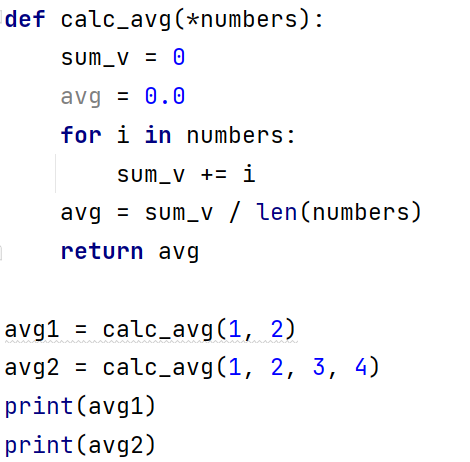 def calc_avg(*numbers):
    sum_v = 0
    avg = 0.0
    for i in numbers:
        sum_v += i
    avg = sum_v / len(numbers)
    return avg

avg1 = calc_avg(1, 2)
avg2 = calc_avg(1, 2, 3, 4)
print(avg1)
print(avg2)